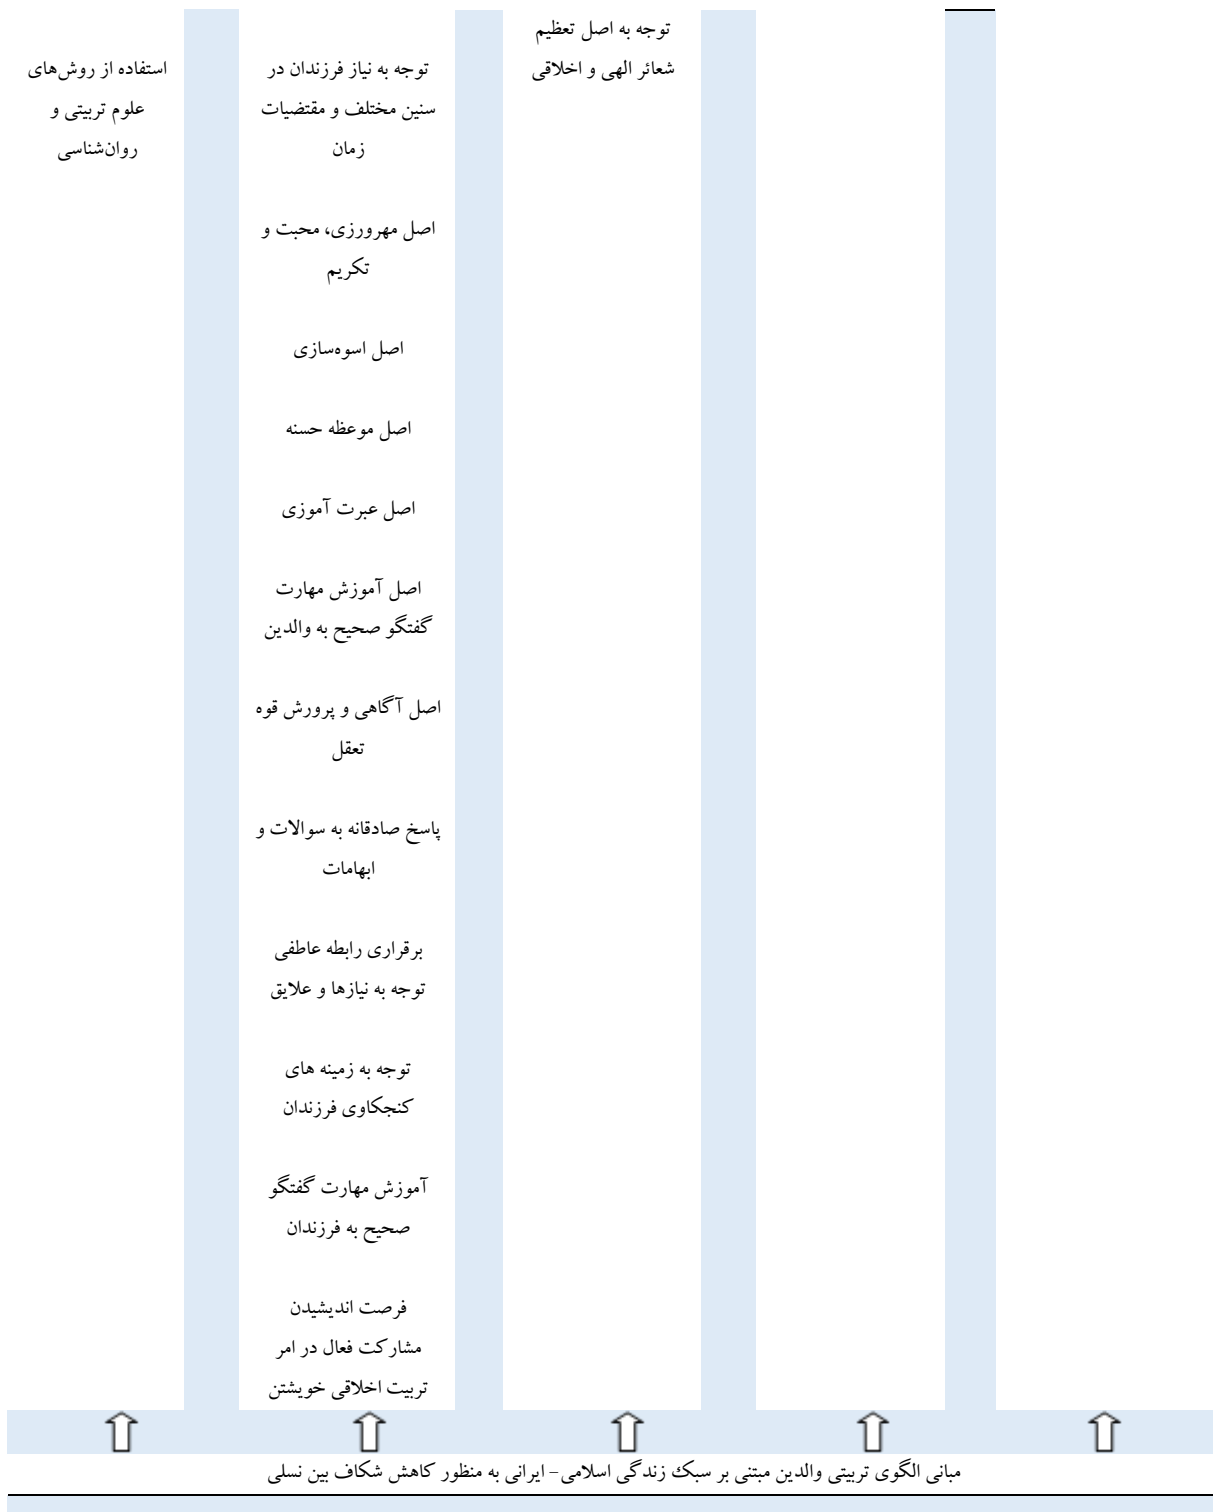 توجه به اصل تعظیم
شعائر الهی و اخلاقی
توجه به نیاز فرزندان در
سنین مختلف و مقتضیات
زمان
اصل مهرورزی، محبت و
تکریم
اصل اسوه‌سازی
اصل موعظه حسنه
اصل عبرت آموزی
اصل آموزش مهارت
گفتگو صحیح به والدین
اصل آگاهی و پرورش قوه
تعقل
پاسخ صادقانه به سوالات و
ابهامات
برقراری رابطه عاطفی
توجه به نیازها و علایق
توجه به زمینه های
کنجکاوی فرزندان
آموزش مهارت گفتگو
صحیح به فرزندان
فرصت اندیشیدن
مشارکت فعال در امر
تربیت اخلاقی خویشتن
استفاده از روش‌های
علوم تربیتی و
روان‌شناسی
مبانی الگوی تربیتی والدین مبتنی بر سبک زندگی اسلامی- ایرانی به منظور کاهش شکاف بین نسلی